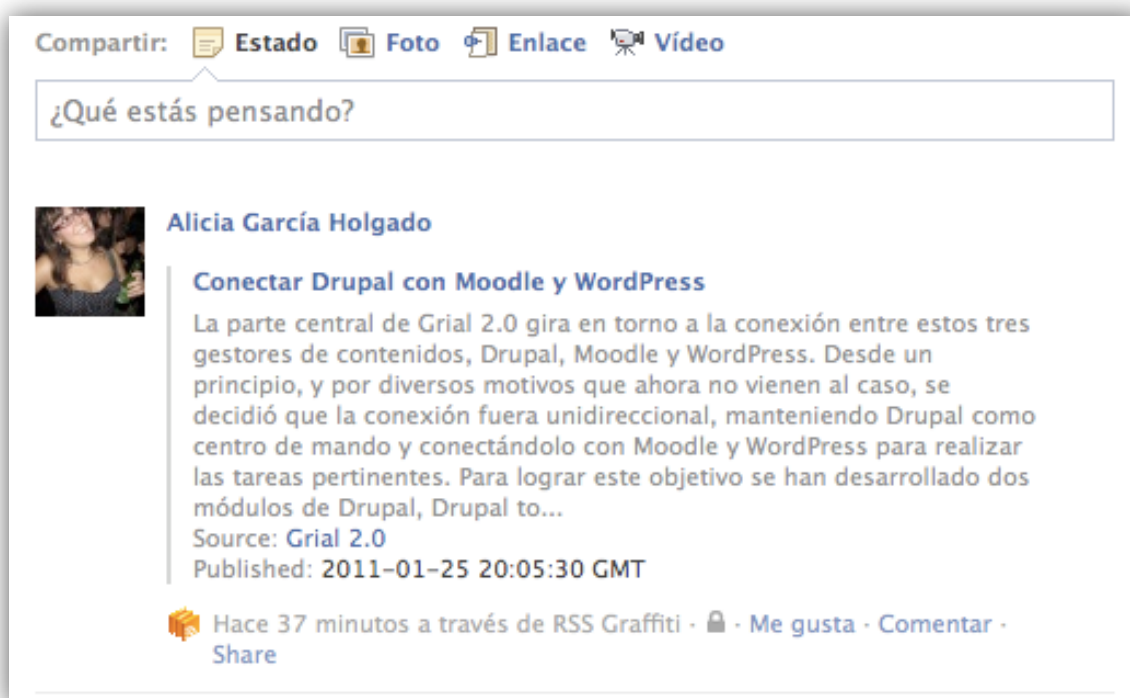 Compartir: Estado Foto Enlace Vídeo
¿Qué estás pensando?
Alicia García Holgado
Conectar Drupal con Moodle y WordPress
La parte central de Grial 2.0 gira en torno a la conexión entre estos tres
gestores de contenidos, Drupal, Moodle y WordPress. Desde un
principio, y por diversos motivos que ahora no vienen al caso, se
decidió que la conexión fuera unidireccional, manteniendo Drupal como
centro de mando y conectándolo con Moodle y WordPress para realizar
las tareas pertinentes. Para lograr este objetivo se han desarrollado dos
módulos de Drupal, Drupal to...
Source: Grial 2.0
Published: 2011-01-25 20:05:30 GMT
Hace 37 minutos a través de RSS Graffiti · · Me gusta · Comentar ·
Share